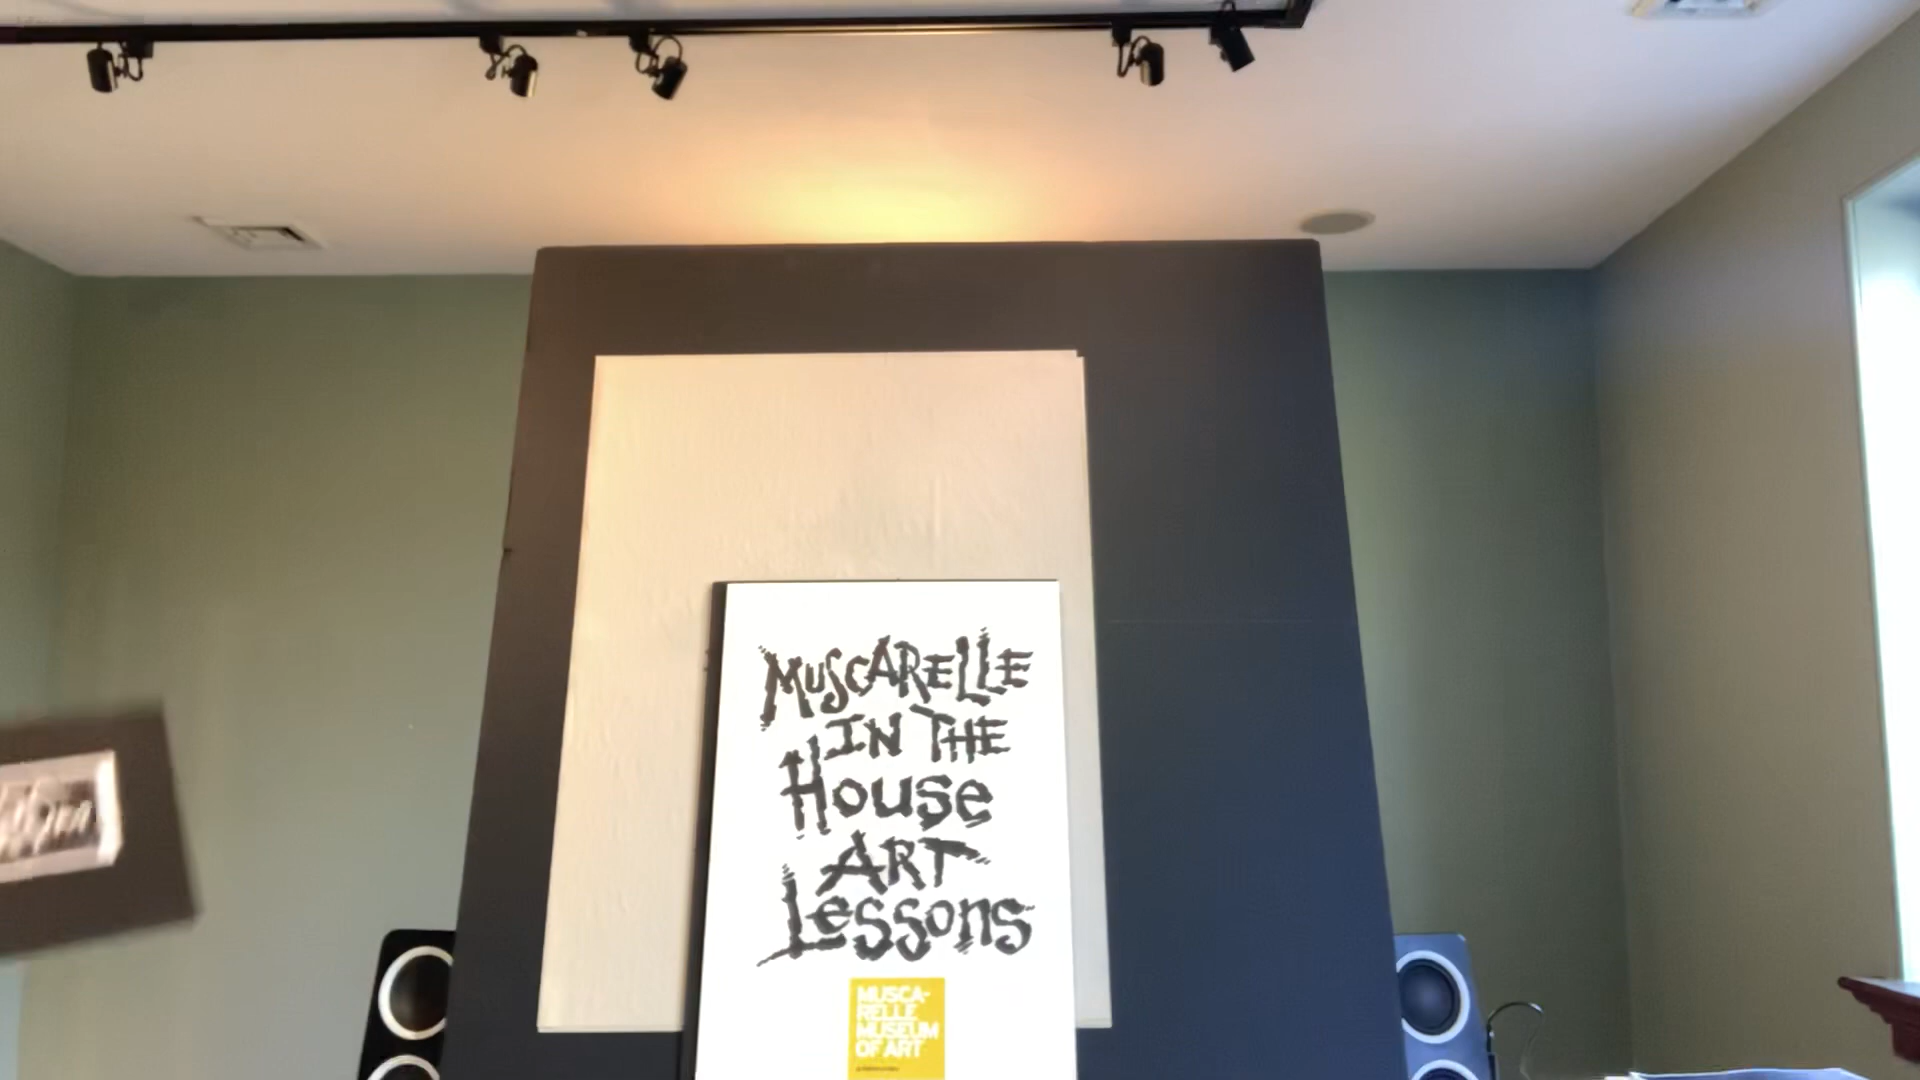 MUSCARELLE
IN THE
HOUSE
ART
LESSONS
MUSCA-
RELLE
MUSEUM
OF ART